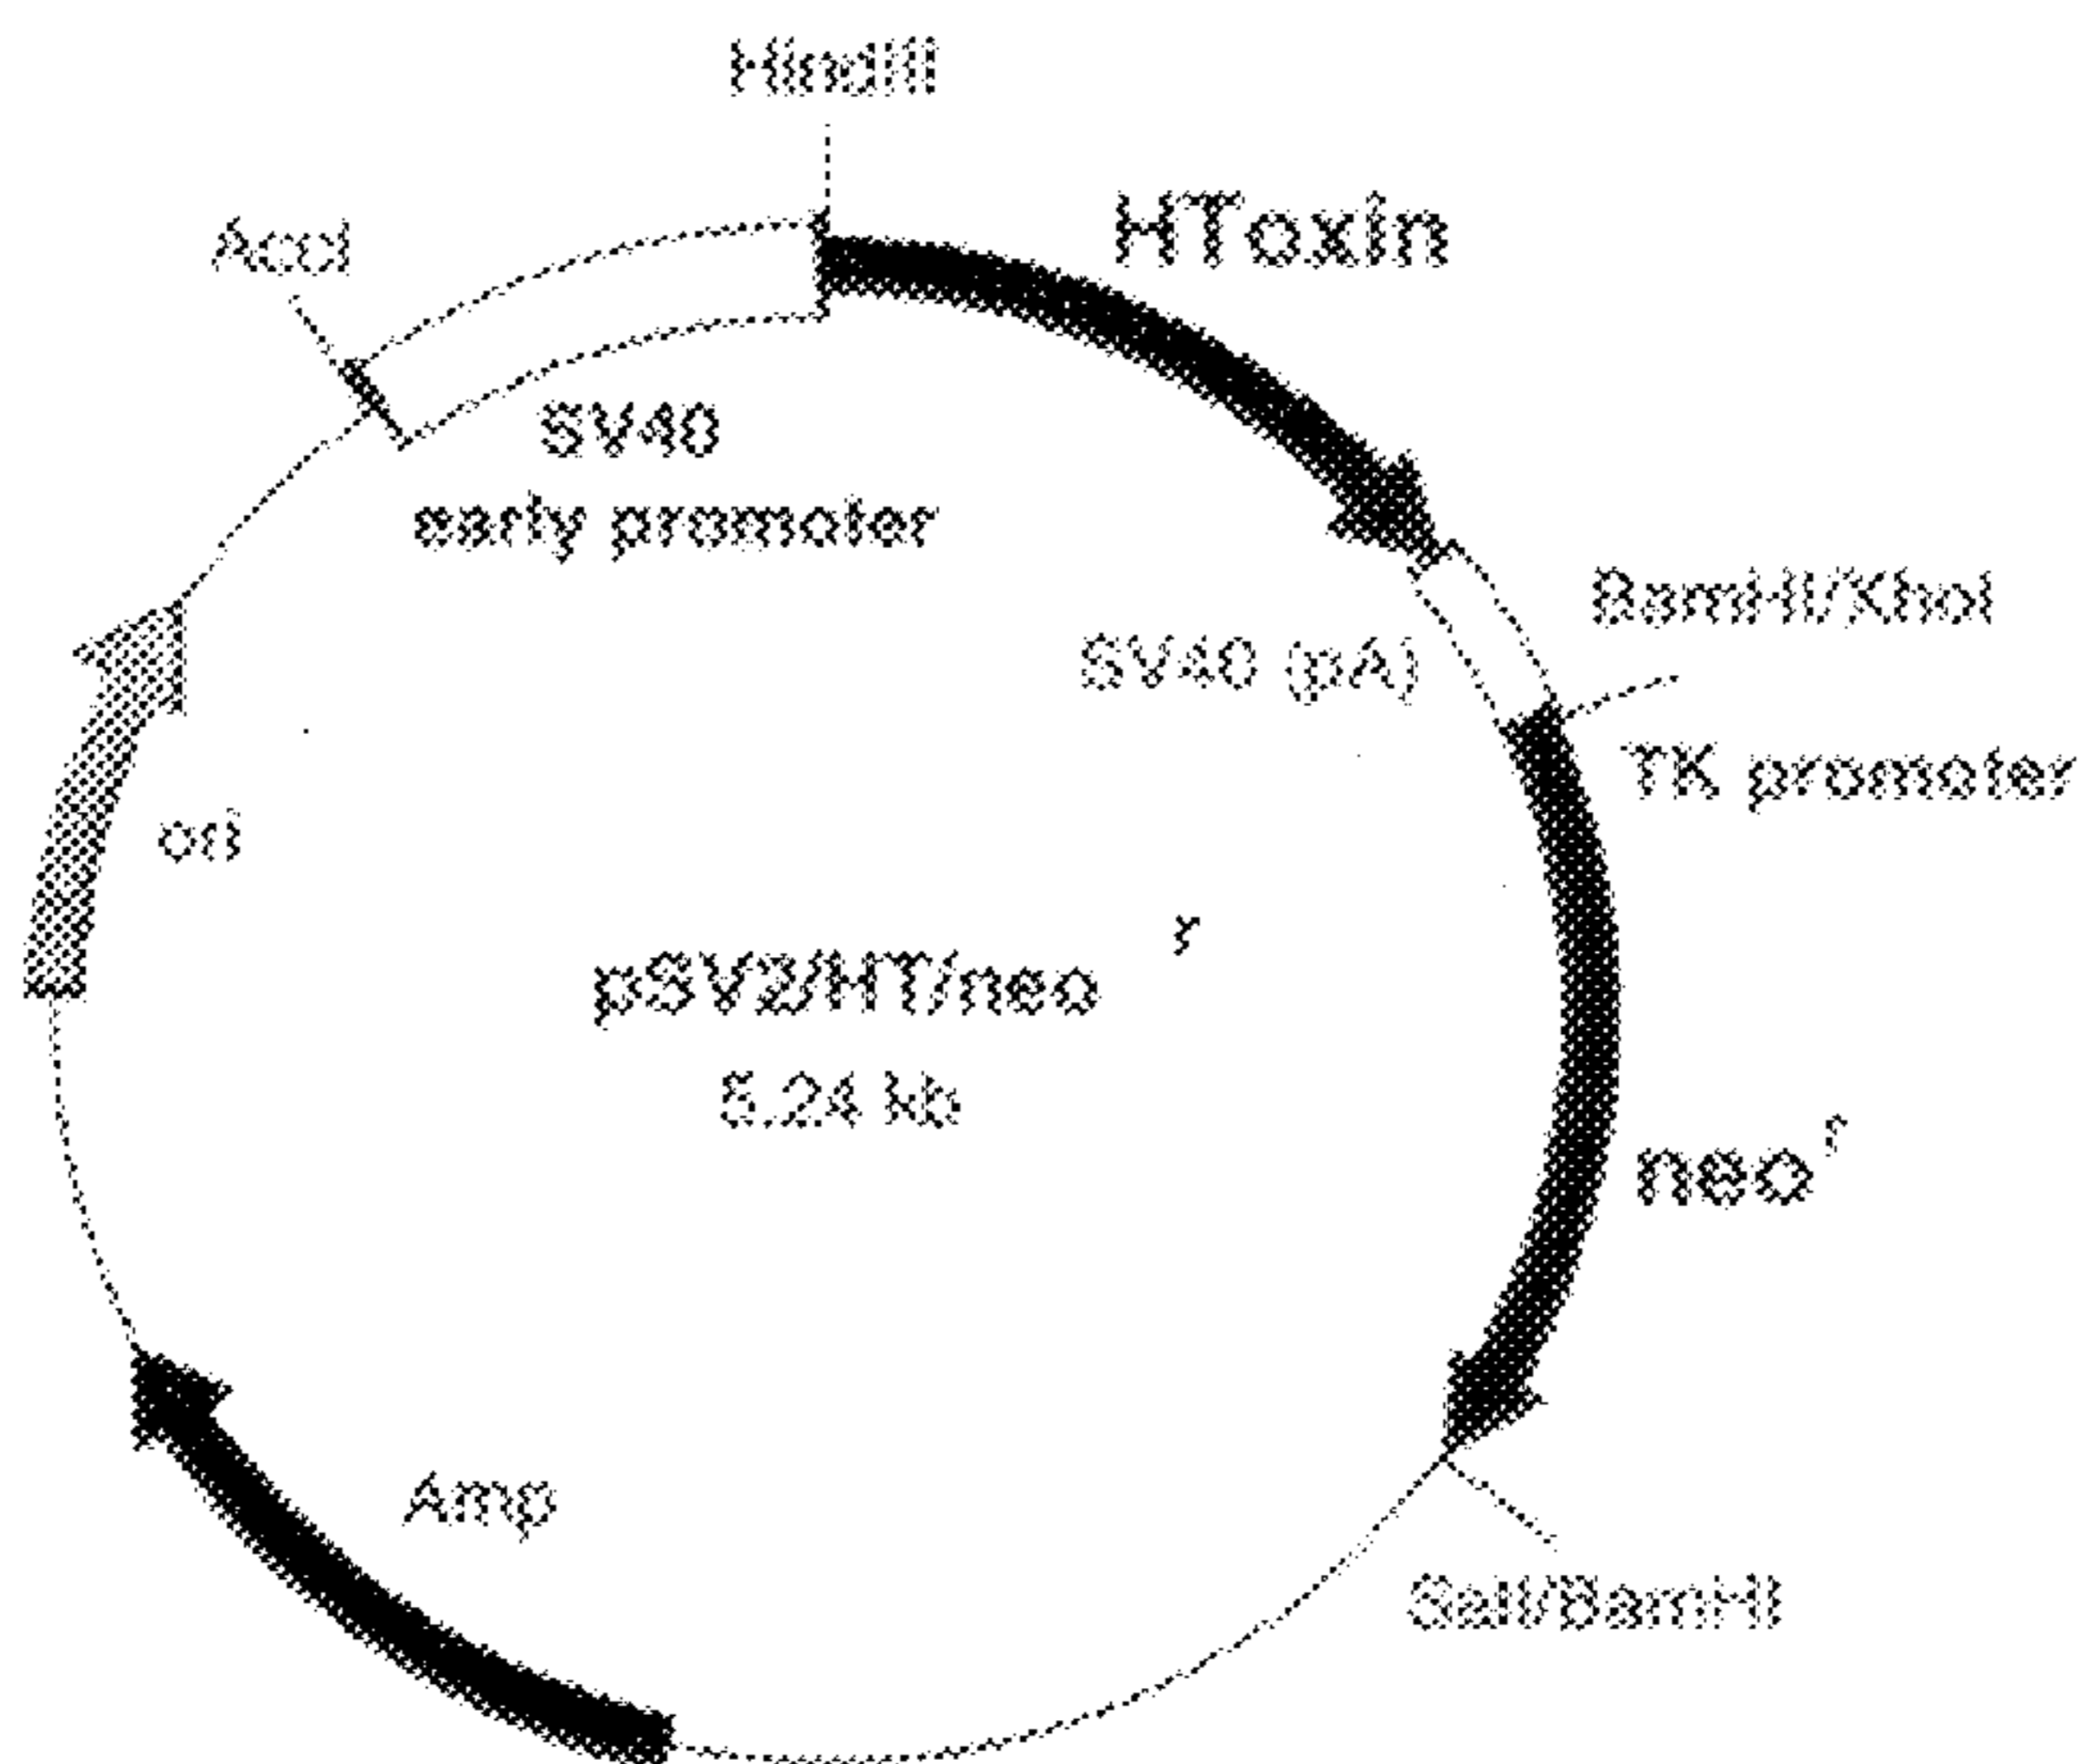 HindIII
HToxin
AccI
SV40
early promoter
BamHI/XhoI
SV40 (pA)
TK promoter
ori
pSV2/HT/neo r
5.24 kb
neo r
Amp
SalI/BamHI